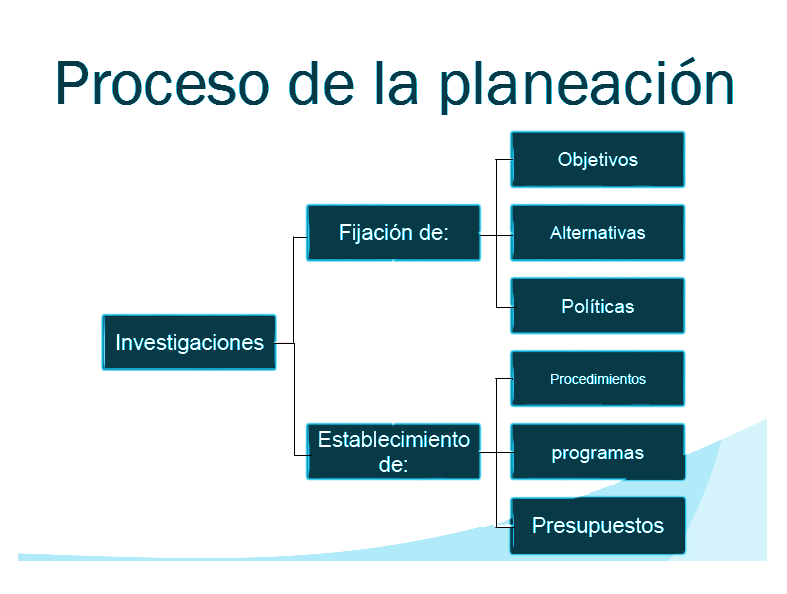 Proceso de la planeación
Investigaciones
Fijación de:
Objetivos
Alternativas
Políticas
Establecimiento
de:
Procedimientos
programas
Presupuestos